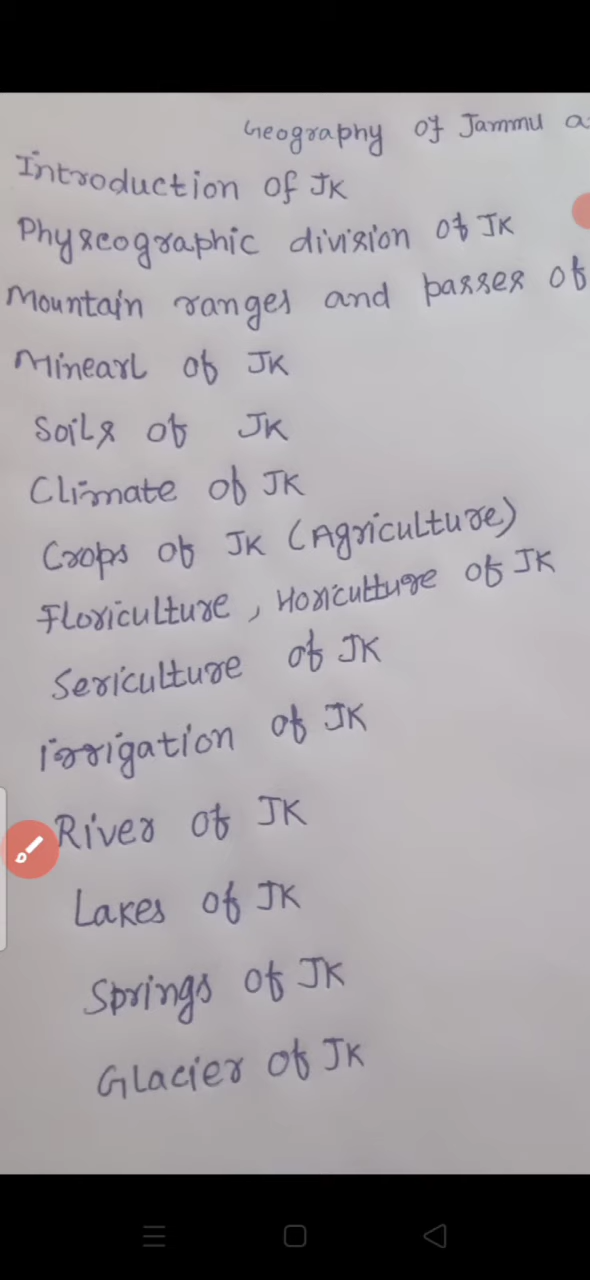 Geography of Jammu a
Introduction of JK
Physeographic division of JK
Mountain ranges and passes of
Minearl of JK
Soils of JK
Climate of JK
Crops of JK (Agriculture)
Floriculture, Horiculture of JK
Sericulture of JK
irrigation of JK
River of JK
Lakes of JK
Springs of JK
Glacier of JK